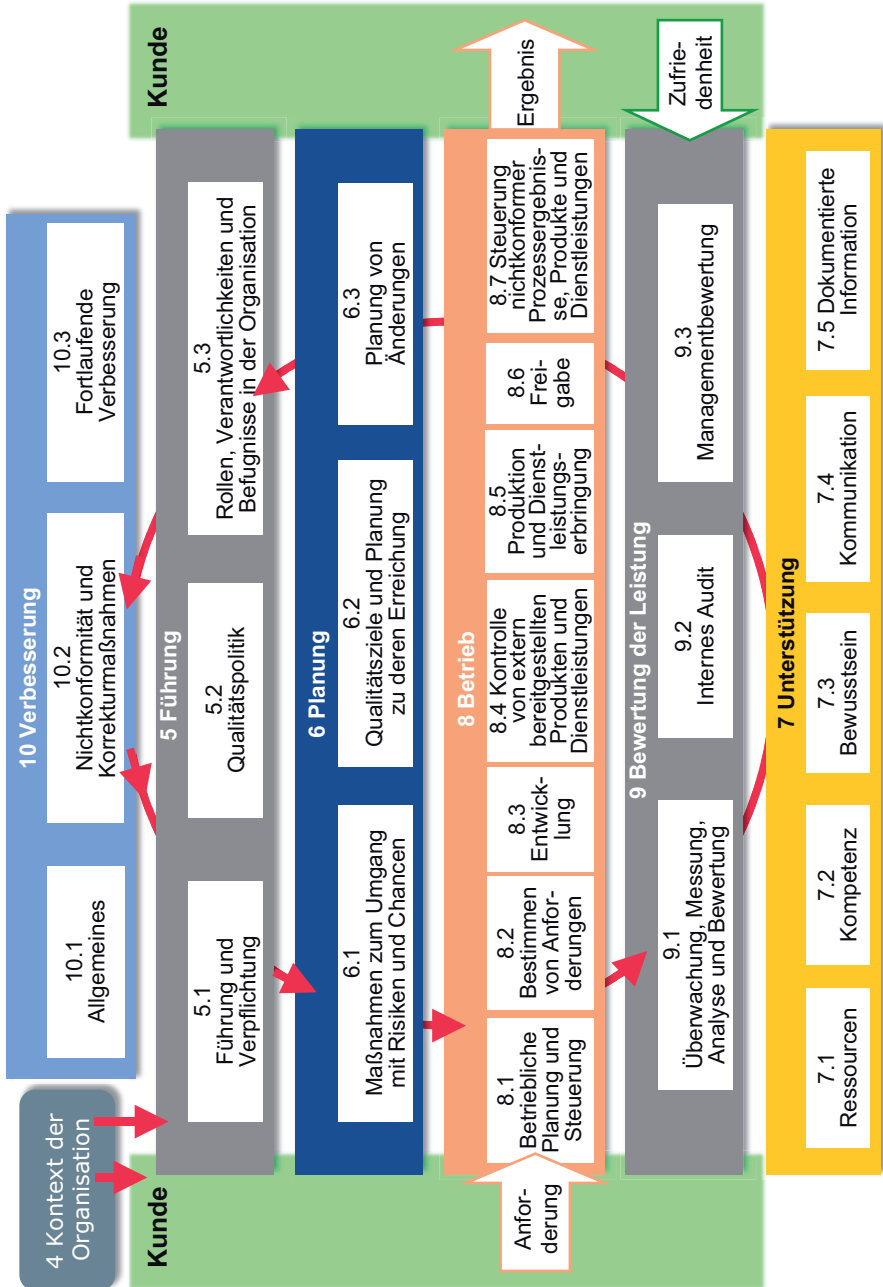 4 Kontext der
Organisation
10 Verbesserung
10.1
Allgemeines
10.2
Nichtkonformität und
Korrekturmaßnahmen
10.3
Fortlaufende
Verbesserung
Kunde
Kunde
5 Führung
5.1
Führung und
Verpflichtung
5.2
Qualitätspolitik
5.3
Rollen, Verantwortlichkeiten und
Befugnisse in der Organisation
6 Planung
6.1
Maßnahmen zum Umgang
mit Risiken und Chancen
6.2
Qualitätsziele und Planung
zu deren Erreichung
6.3
Planung von
Änderungen
Anfor-
derung
8 Betrieb
8.1
Betriebliche
Planung und
Steuerung
8.2
Bestimmen
von Anfor-
derungen
8.3
Entwick-
lung
8.4 Kontrolle
von extern
bereitgestellten
Produkten und
Dienstleistungen
8.5
Produktion
und Dienst-
leistungs-
erbringung
8.6
Frei-
gabe
8.7 Steuerung
nichtkonformer
Prozessergebnis-
se, Produkte und
Dienstleistungen
Ergebnis
9 Bewertung der Leistung
9.1
Überwachung, Messung,
Analyse und Bewertung
9.2
Internes Audit
9.3
Managementbewertung
Zufrie-
denheit
7 Unterstützung
7.1
Ressourcen
7.2
Kompetenz
7.3
Bewusstsein
7.4
Kommunikation
7.5 Dokumentierte
Information